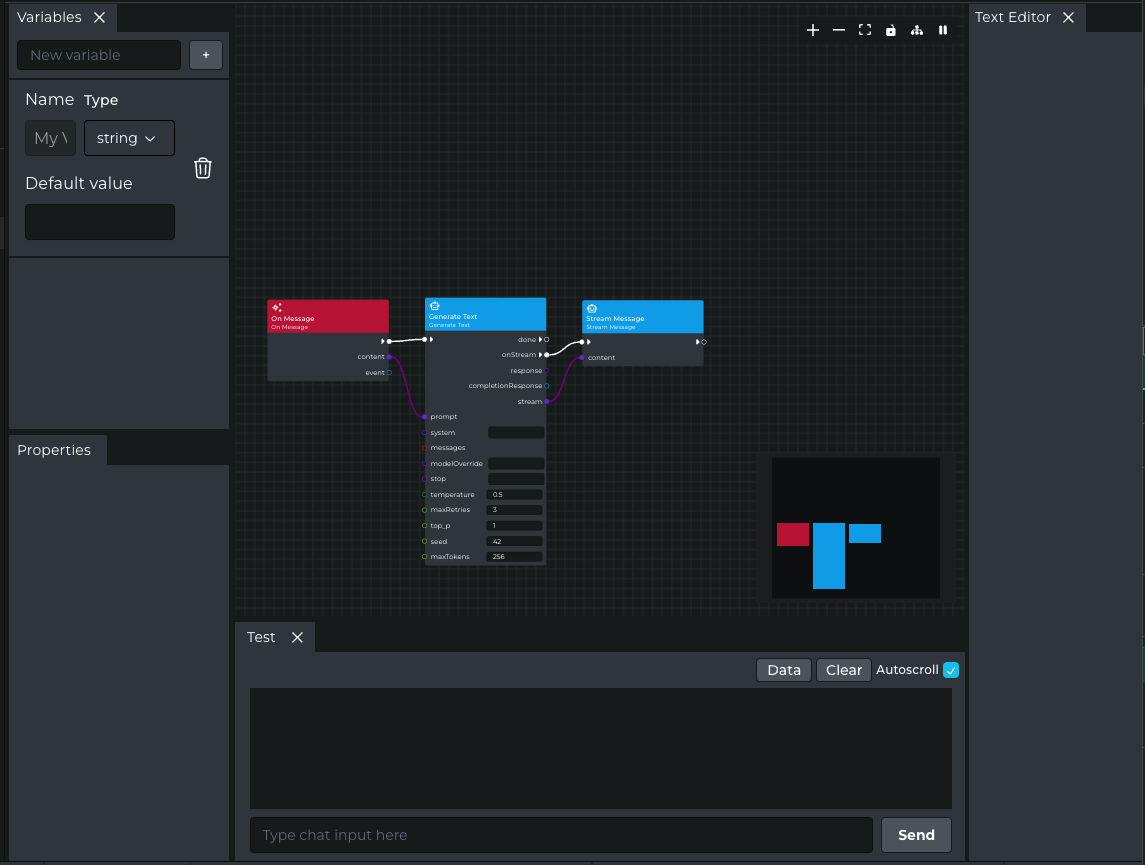 Variables
New variable
+
Name Type
My V
string
Default value
Properties
On Message
On Message
content
event
Generate Text
Generate Text
done
onStream
response
completionResponse
stream
prompt
system
messages
modelOverride
stop
temperature 0.5
maxRetries 3
top_p 1
seed 42
maxTokens 256
Stream Message
Stream Message
content
Test
Data Clear Autoscroll
Type chat input here
Send
Text Editor